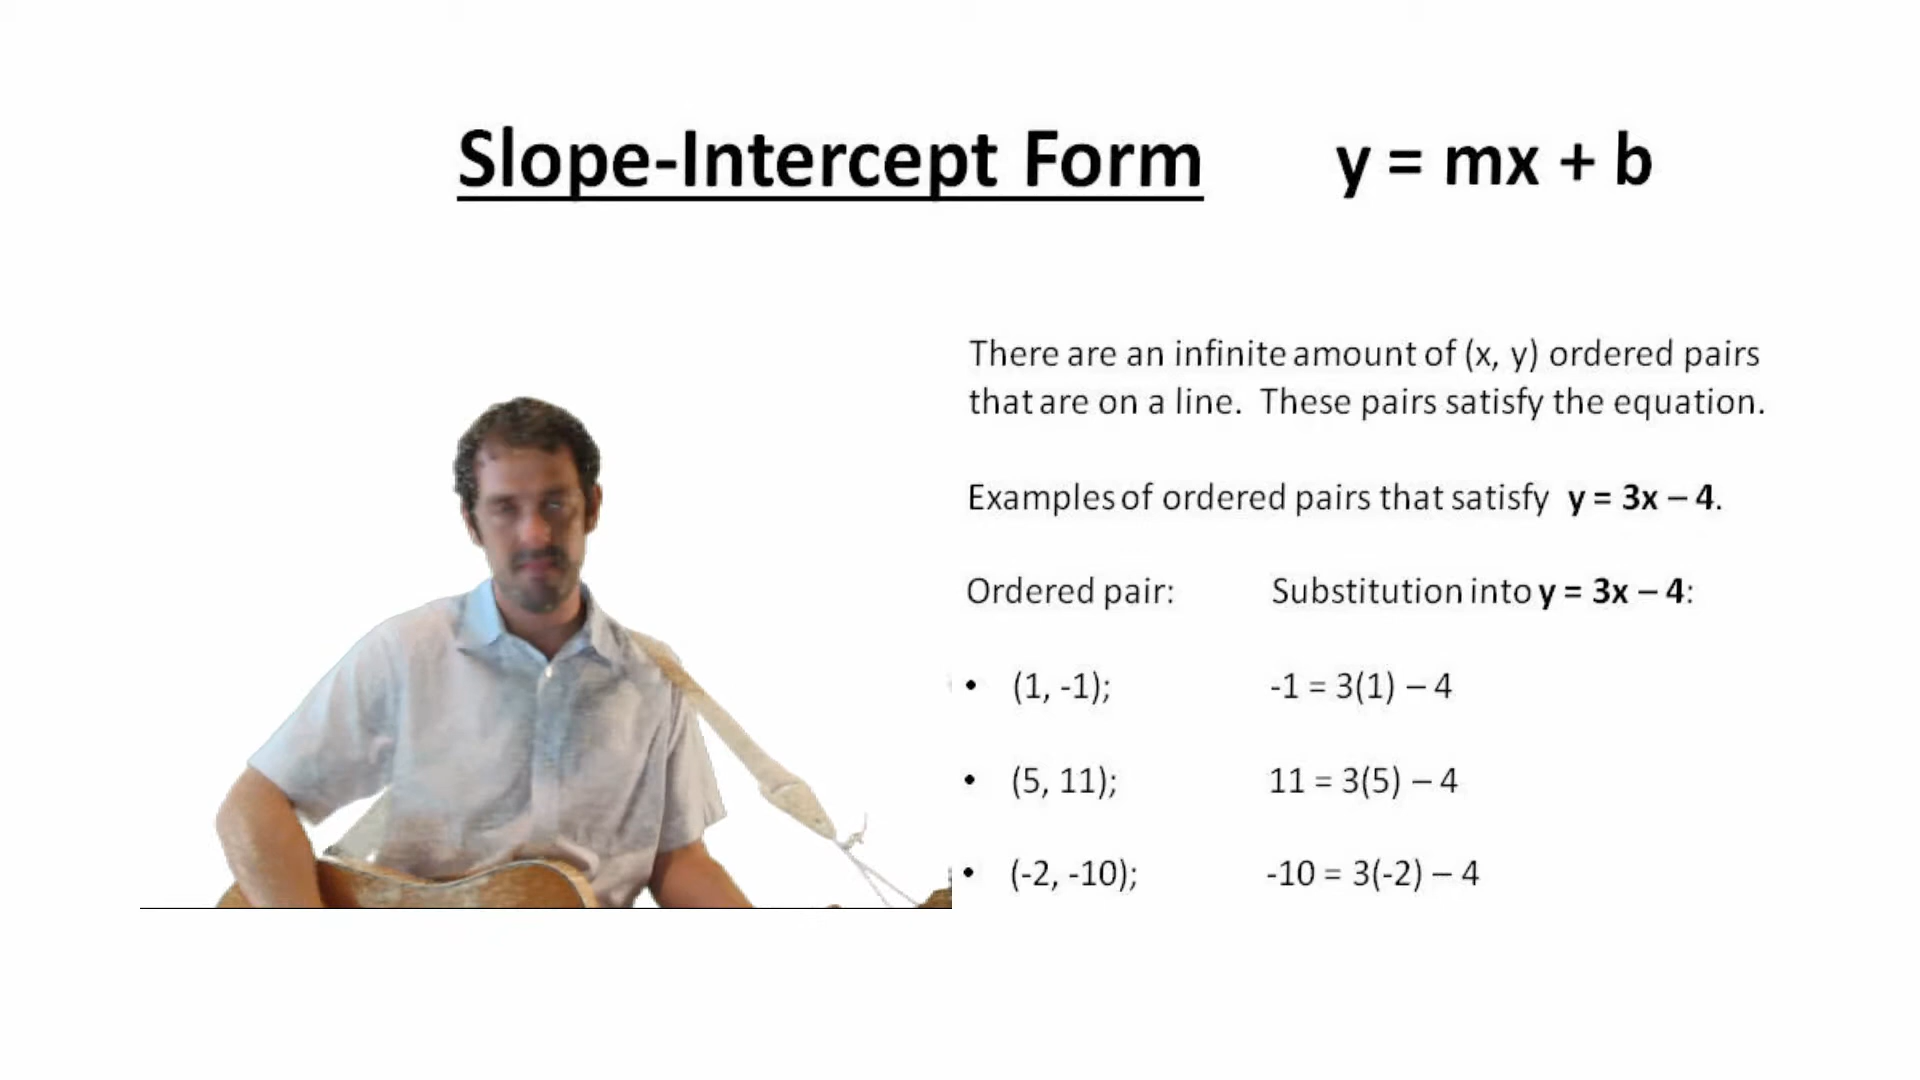 Slope-Intercept Form y = mx + b
There are an infinite amount of (x, y) ordered pairs
that are on a line. These pairs satisfy the equation.
Examples of ordered pairs that satisfy y = 3x – 4.
Ordered pair: Substitution into y = 3x – 4:
• (1, -1); -1 = 3(1) – 4
• (5, 11); 11 = 3(5) – 4
• (-2, -10); -10 = 3(-2) – 4